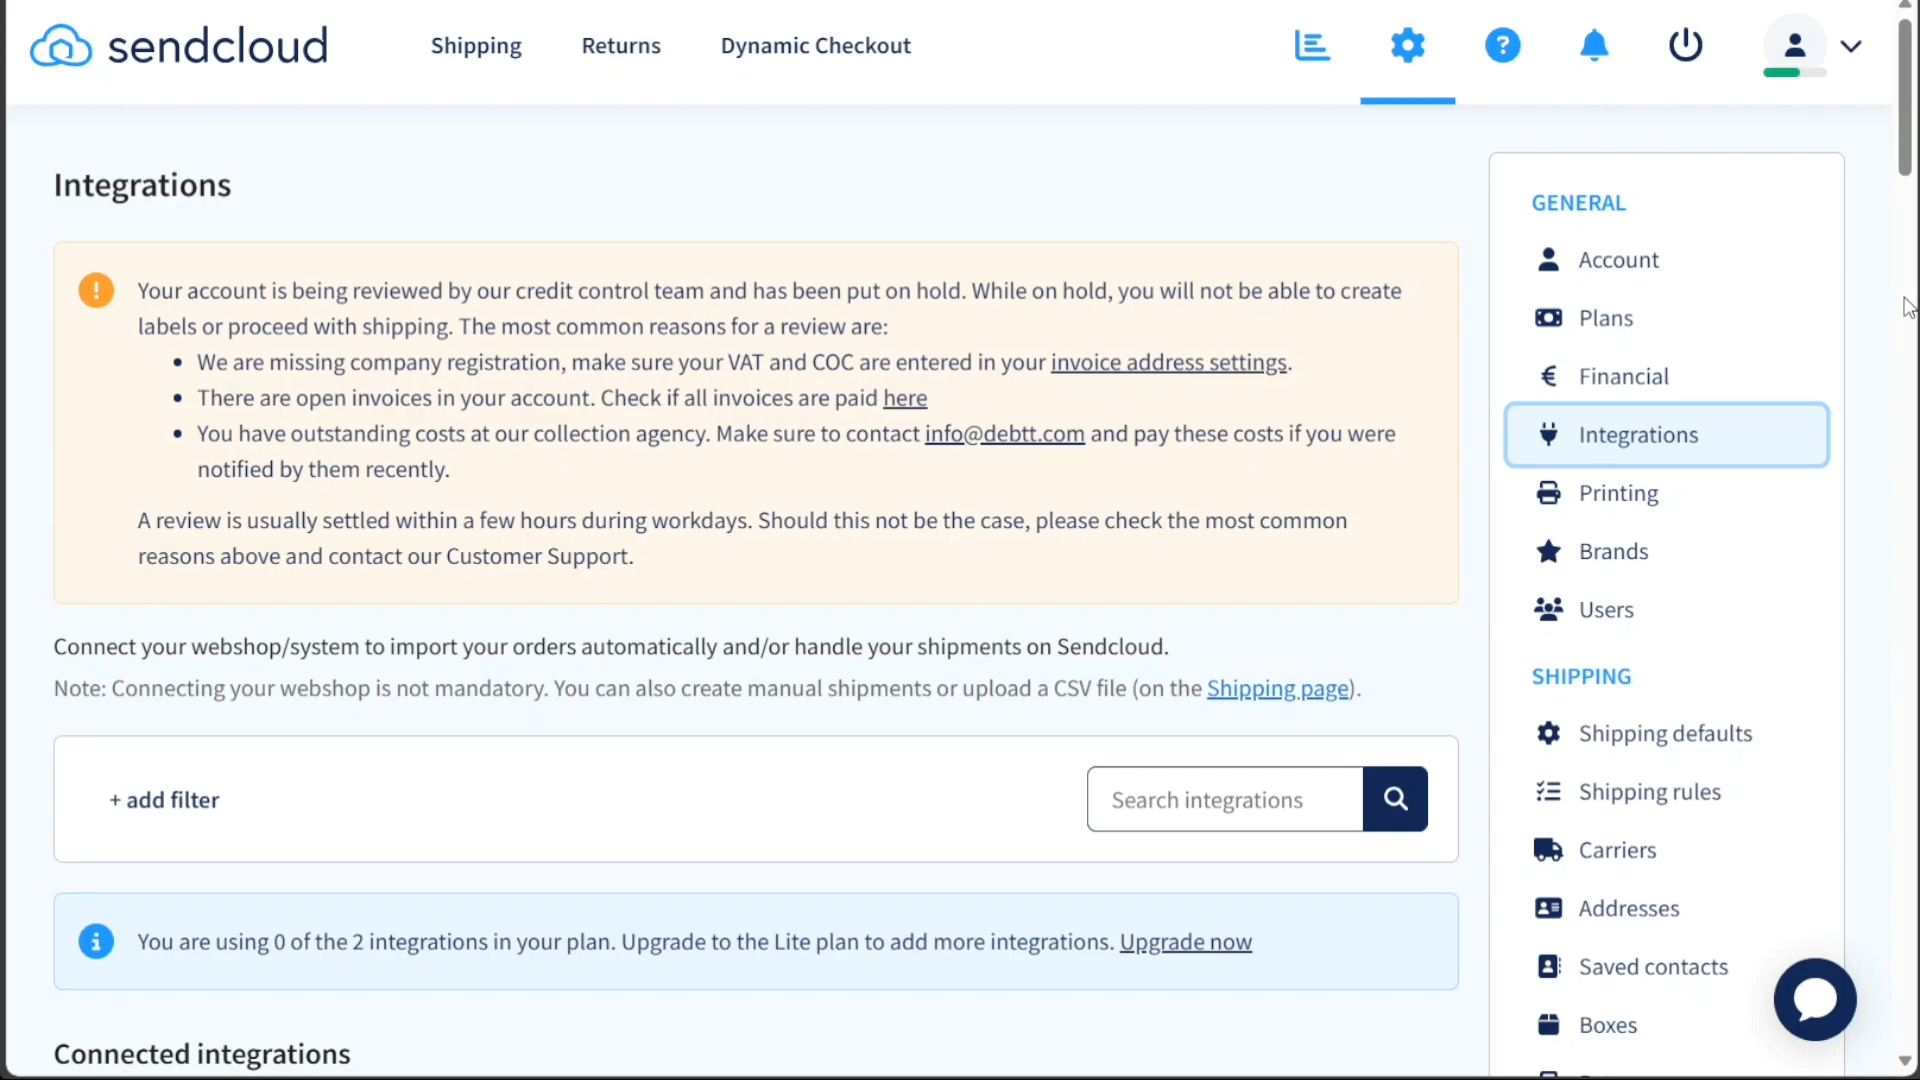 sendcloud
Shipping
Returns
Dynamic Checkout
Integrations
Your account is being reviewed by our credit control team and has been put on hold. While on hold, you will not be able to create
labels or proceed with shipping. The most common reasons for a review are:
• We are missing company registration, make sure your VAT and COC are entered in your invoice address settings.
• There are open invoices in your account. Check if all invoices are paid here
• You have outstanding costs at our collection agency. Make sure to contact info@debtt.com and pay these costs if you were
notified by them recently.
A review is usually settled within a few hours during workdays. Should this not be the case, please check the most common
reasons above and contact our Customer Support.
Connect your webshop/system to import your orders automatically and/or handle your shipments on Sendcloud.
Note: Connecting your webshop is not mandatory. You can also create manual shipments or upload a CSV file (on the Shipping page).
+ add filter
Search integrations
You are using 0 of the 2 integrations in your plan. Upgrade to the Lite plan to add more integrations. Upgrade now
Connected integrations
GENERAL
Account
Plans
Financial
Integrations
Printing
Brands
Users
SHIPPING
Shipping defaults
Shipping rules
Carriers
Addresses
Saved contacts
Boxes